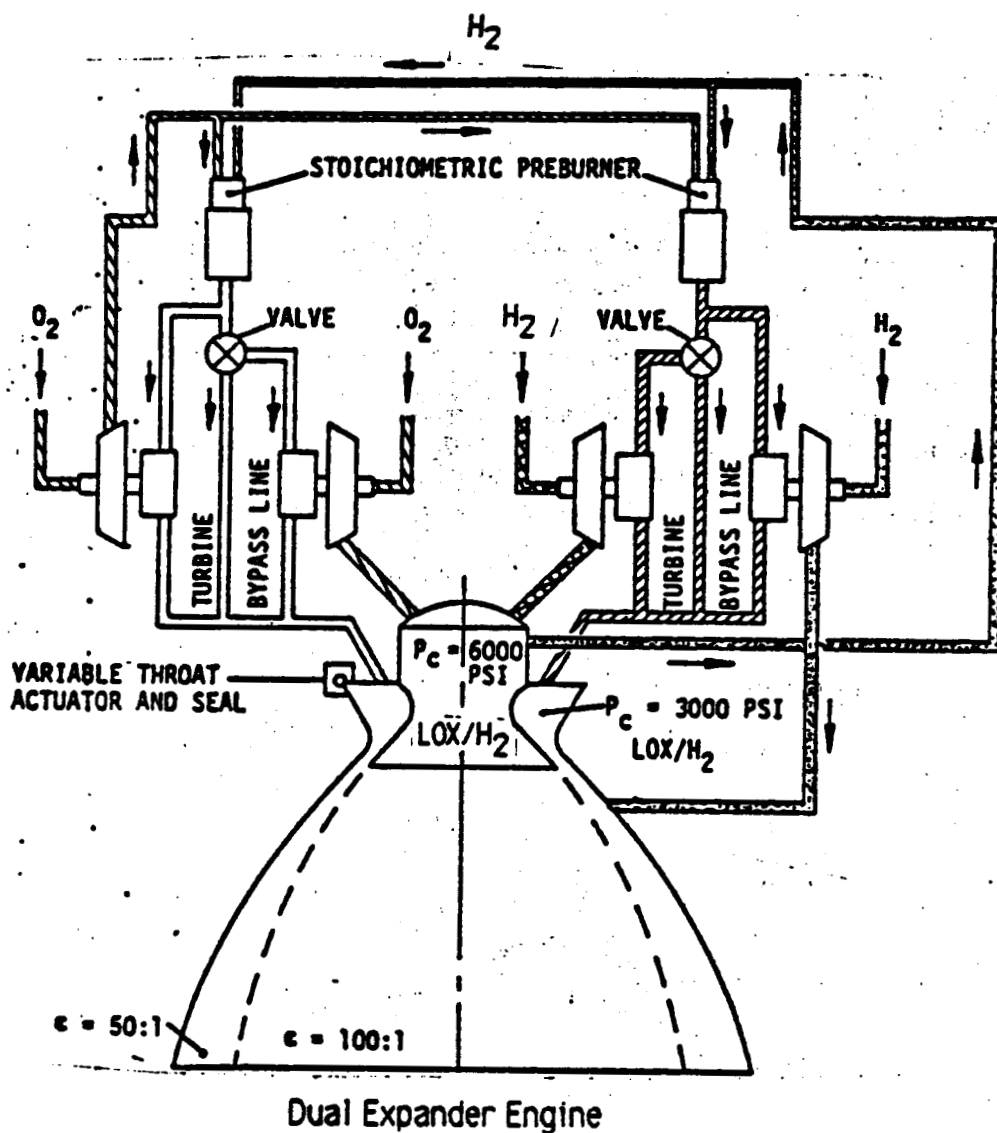 H2
STOICHIOMETRIC PREBURNER
O2
VALVE
O2
H2
VALVE
H2
TURBINE
BYPASS LINE
TURBINE
BYPASS LINE
Pc = 6000
PSI
VARIABLE THROAT
ACTUATOR AND SEAL
LOX/H2
Pc = 3000 PSI
LOX/H2
ε = 50:1
ε = 100:1
Dual Expander Engine